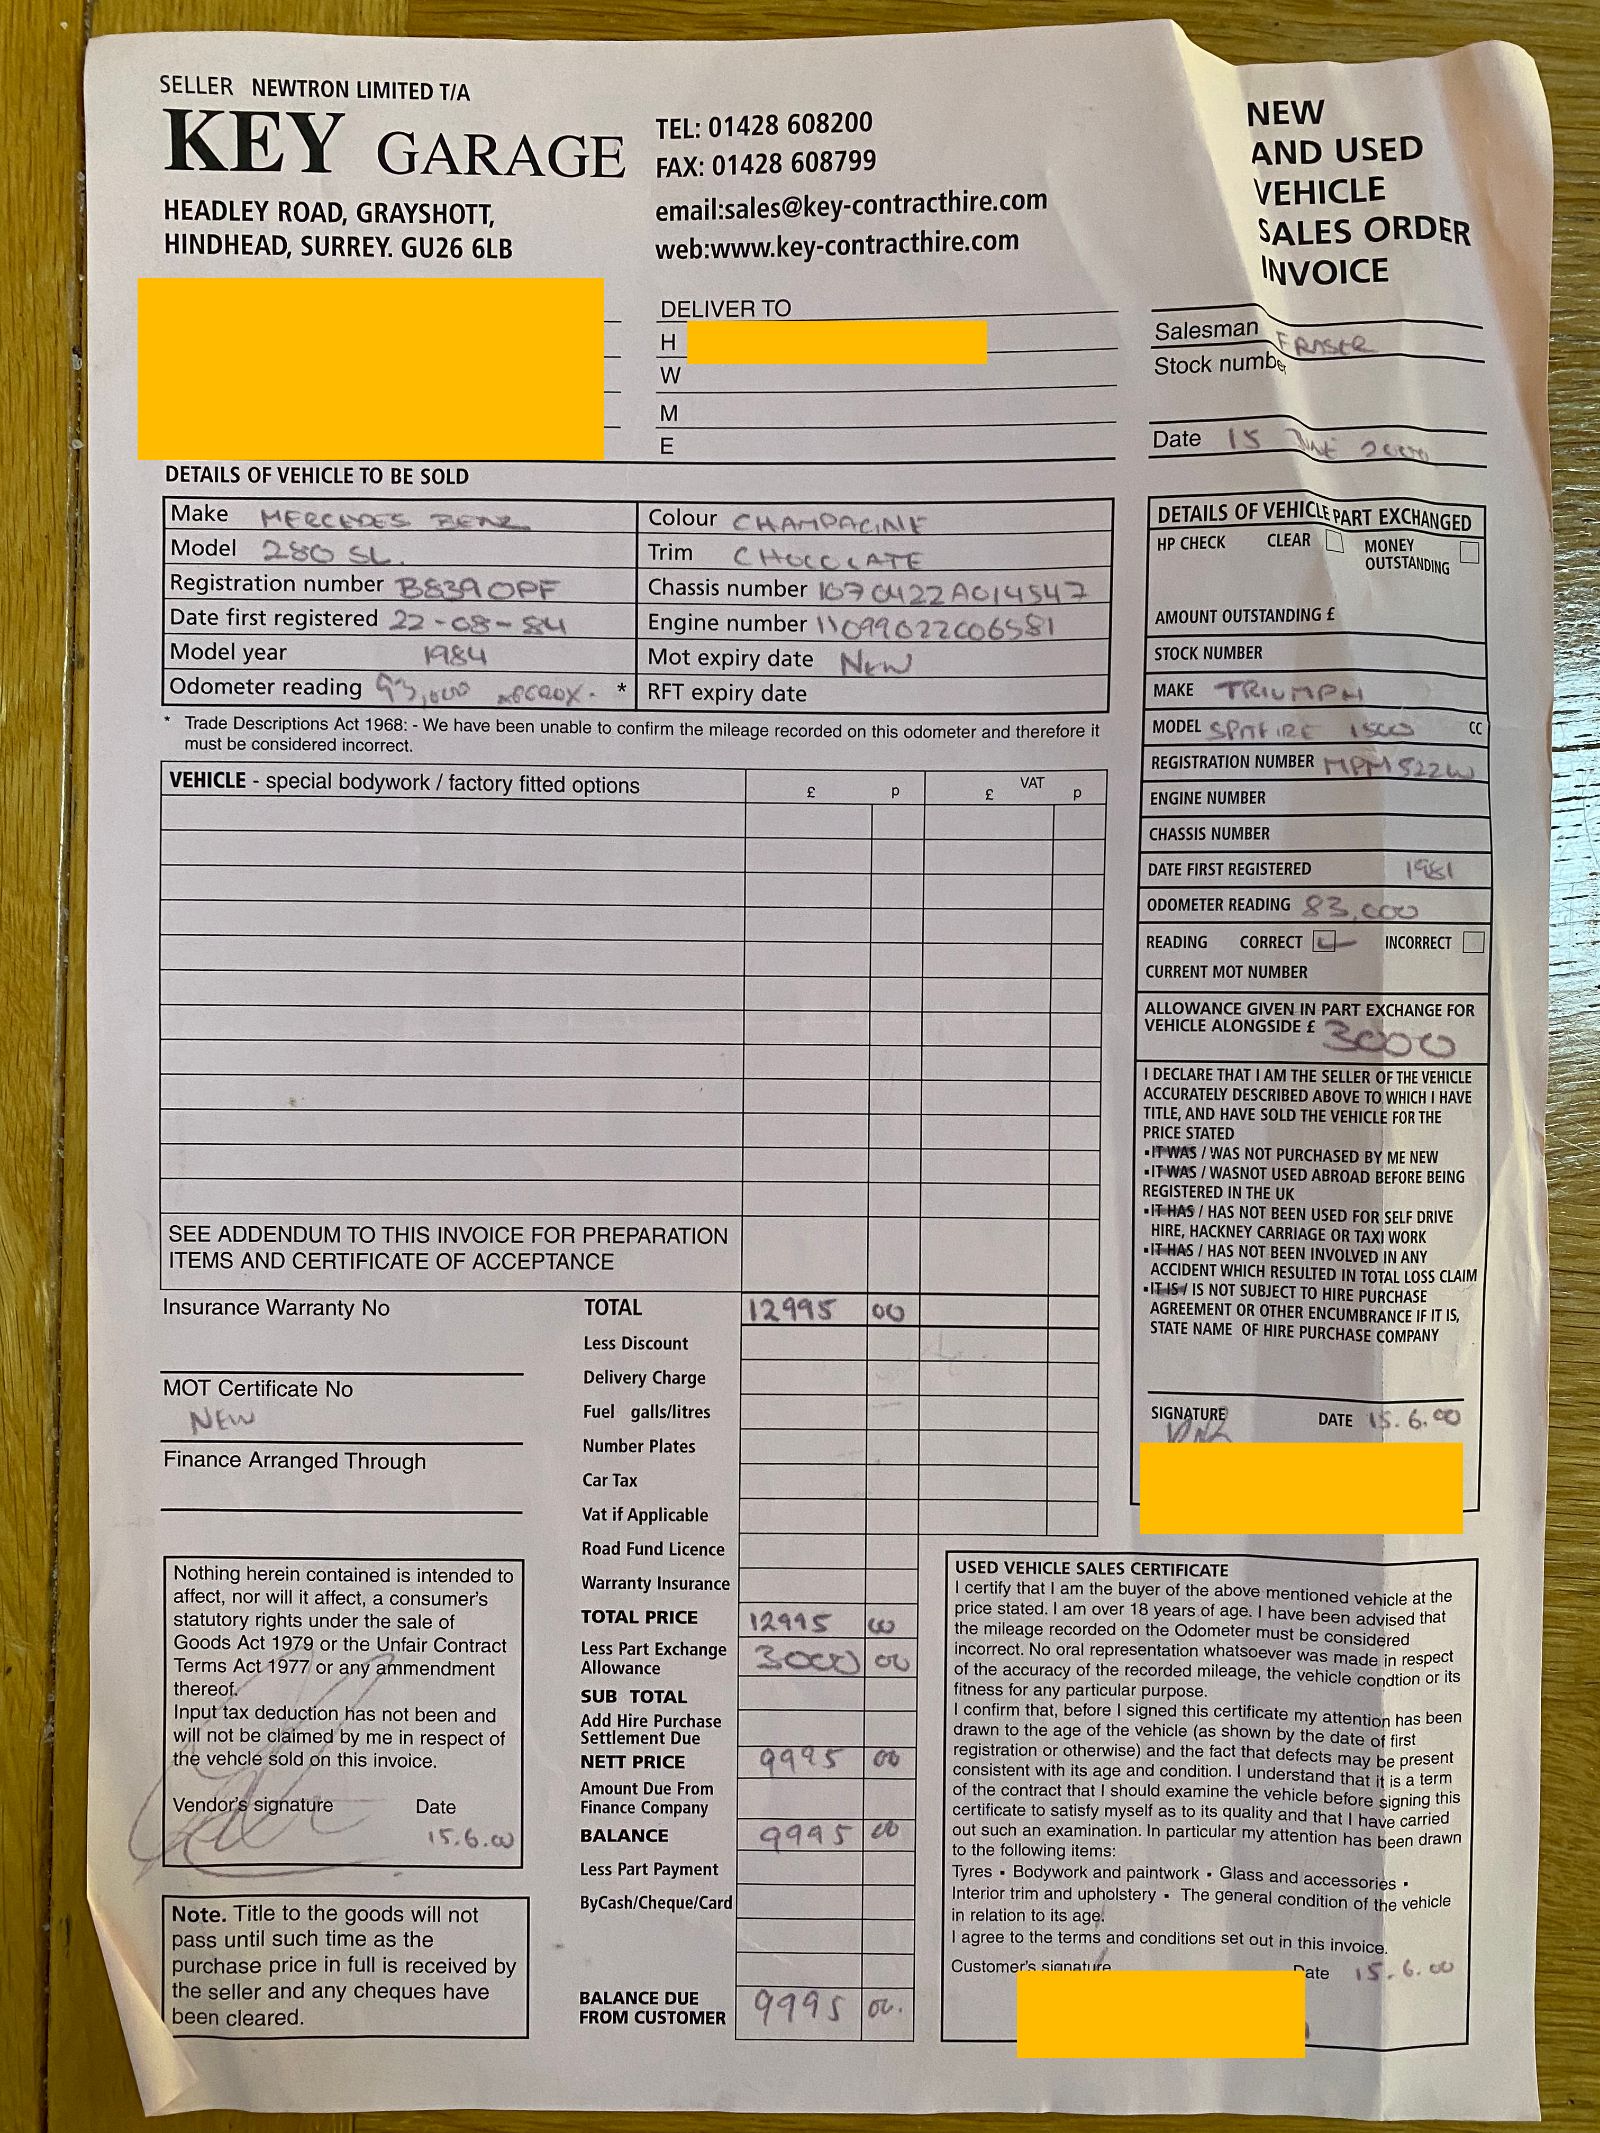 SELLER NEWTRON LIMITED T/A
KEY GARAGE
HEADLEY ROAD, GRAYSHOTT,
HINDHEAD, SURREY. GU26 6LB
TEL: 01428 608200
FAX: 01428 608799
email:sales@key-contracthire.com
web:www.key-contracthire.com
NEW
AND USED
VEHICLE
SALES ORDER
INVOICE
DELIVER TO
H
W
M
E
Salesman FRASER
Stock number
Date 15 JUNE 2000
DETAILS OF VEHICLE TO BE SOLD
Make MERCEDES BENZ
Model 280 SL.
Registration number B839OPF
Date first registered 22-08-84
Model year 1984
Odometer reading 93,000 APPROX. *
Colour CHAMPAGNE
Trim CHOCOLATE
Chassis number 1070422A014547
Engine number 11099022006581
Mot expiry date NEW
RFT expiry date
* Trade Descriptions Act 1968: - We have been unable to confirm the mileage recorded on this odometer and therefore it
must be considered incorrect.
VEHICLE - special bodywork / factory fitted options
£ p £ VAT p
SEE ADDENDUM TO THIS INVOICE FOR PREPARATION
ITEMS AND CERTIFICATE OF ACCEPTANCE
Insurance Warranty No
MOT Certificate No
NEW
Finance Arranged Through
TOTAL 12995 00
Less Discount
Delivery Charge
Fuel galls/litres
Number Plates
Car Tax
Vat if Applicable
Road Fund Licence
Warranty Insurance
TOTAL PRICE 12995 00
Less Part Exchange
Allowance 3000 00
SUB TOTAL
Add Hire Purchase
Settlement Due
NETT PRICE 9995 00
Amount Due From
Finance Company
BALANCE 9995 00
Less Part Payment
ByCash/Cheque/Card
BALANCE DUE
FROM CUSTOMER 9995 00.
Nothing herein contained is intended to
affect, nor will it affect, a consumer's
statutory rights under the sale of
Goods Act 1979 or the Unfair Contract
Terms Act 1977 or any ammendment
thereof.
Input tax deduction has not been and
will not be claimed by me in respect of
the vehcle sold on this invoice.
Vendor's signature Date
15.6.00
Note. Title to the goods will not
pass until such time as the
purchase price in full is received by
the seller and any cheques have
been cleared.
DETAILS OF VEHICLE PART EXCHANGED
HP CHECK CLEAR MONEY
OUTSTANDING
AMOUNT OUTSTANDING £
STOCK NUMBER
MAKE TRIUMPH
MODEL SPITFIRE 1500 CC
REGISTRATION NUMBER MPM522W
ENGINE NUMBER
CHASSIS NUMBER
DATE FIRST REGISTERED 1981
ODOMETER READING 83,000
READING CORRECT INCORRECT
CURRENT MOT NUMBER
ALLOWANCE GIVEN IN PART EXCHANGE FOR
VEHICLE ALONGSIDE £ 3000
I DECLARE THAT I AM THE SELLER OF THE VEHICLE
ACCURATELY DESCRIBED ABOVE TO WHICH I HAVE
TITLE, AND HAVE SOLD THE VEHICLE FOR THE
PRICE STATED
▪IT WAS / WAS NOT PURCHASED BY ME NEW
▪IT WAS / WASNOT USED ABROAD BEFORE BEING
REGISTERED IN THE UK
▪IT HAS / HAS NOT BEEN USED FOR SELF DRIVE
HIRE, HACKNEY CARRIAGE OR TAXI WORK
▪IT HAS / HAS NOT BEEN INVOLVED IN ANY
ACCIDENT WHICH RESULTED IN TOTAL LOSS CLAIM
▪IT IS / IS NOT SUBJECT TO HIRE PURCHASE
AGREEMENT OR OTHER ENCUMBRANCE IF IT IS,
STATE NAME OF HIRE PURCHASE COMPANY
SIGNATURE DATE 15.6.00
USED VEHICLE SALES CERTIFICATE
I certify that I am the buyer of the above mentioned vehicle at the
price stated. I am over 18 years of age. I have been advised that
the mileage recorded on the Odometer must be considered
incorrect. No oral representation whatsoever was made in respect
of the accuracy of the recorded mileage, the vehicle condtion or its
fitness for any particular purpose.
I confirm that, before I signed this certificate my attention has been
drawn to the age of the vehicle (as shown by the date of first
registration or otherwise) and the fact that defects may be present
consistent with its age and condition. I understand that it is a term
of the contract that I should examine the vehicle before signing this
certificate to satisfy myself as to its quality and that I have carried
out such an examination. In particular my attention has been drawn
to the following items:
Tyres ▪ Bodywork and paintwork ▪ Glass and accessories ▪
Interior trim and upholstery ▪ The general condition of the vehicle
in relation to its age.
I agree to the terms and conditions set out in this invoice.
Customer's signature Date 15.6.00